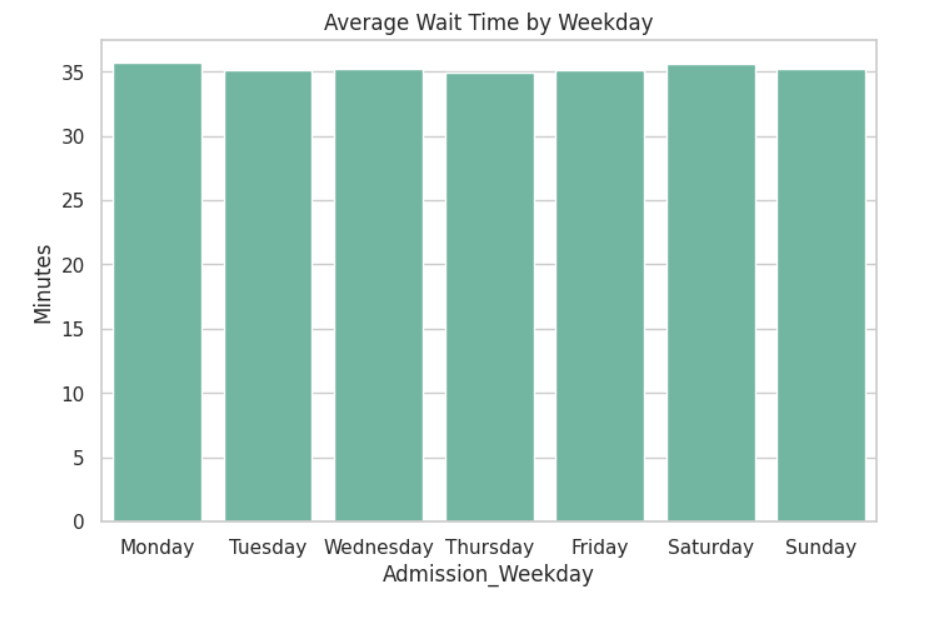 Average Wait Time by Weekday
35
30
25
20
15
10
5
0
Minutes
Monday Tuesday Wednesday Thursday Friday Saturday Sunday
Admission_Weekday